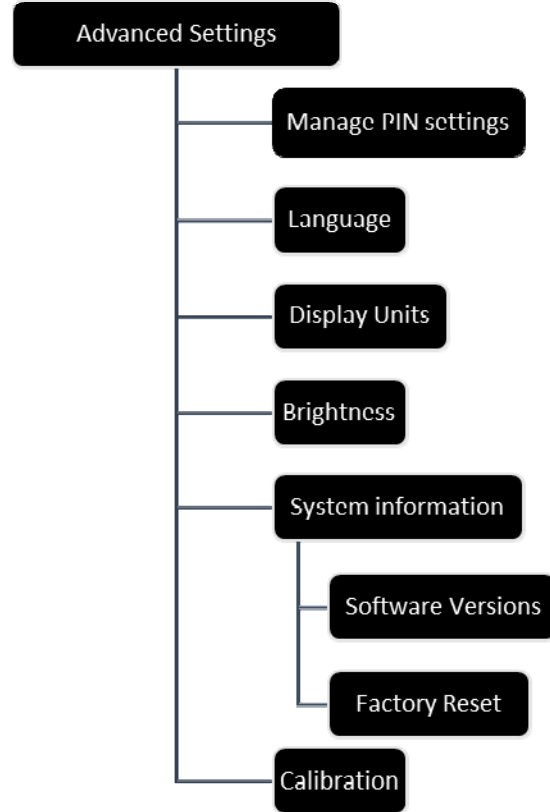 Advanced Settings
Manage PIN settings
Language
Display Units
Brightness
System information
Software Versions
Factory Reset
Calibration